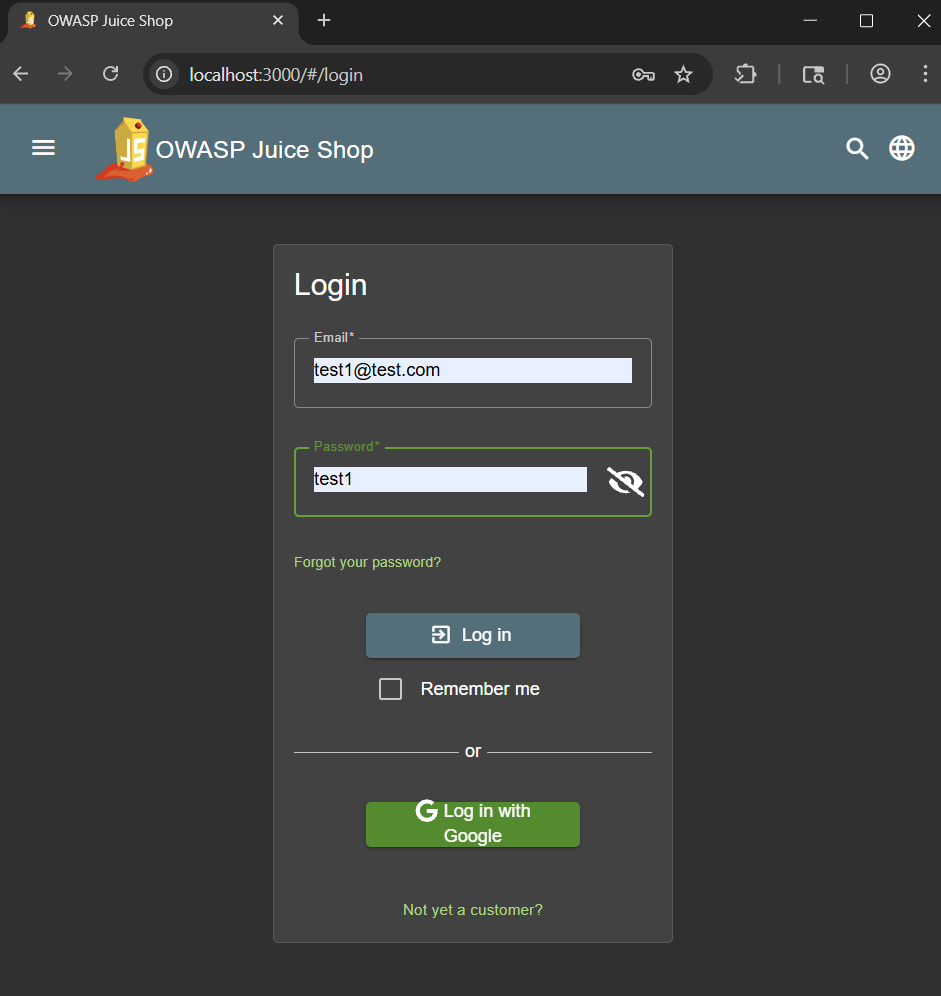 OWASP Juice Shop
localhost:3000/#/login
JS
OWASP Juice Shop
Login
Email*
test1@test.com
Password*
test1
Forgot your password?
Log in
Remember me
or
G Log in with
Google
Not yet a customer?